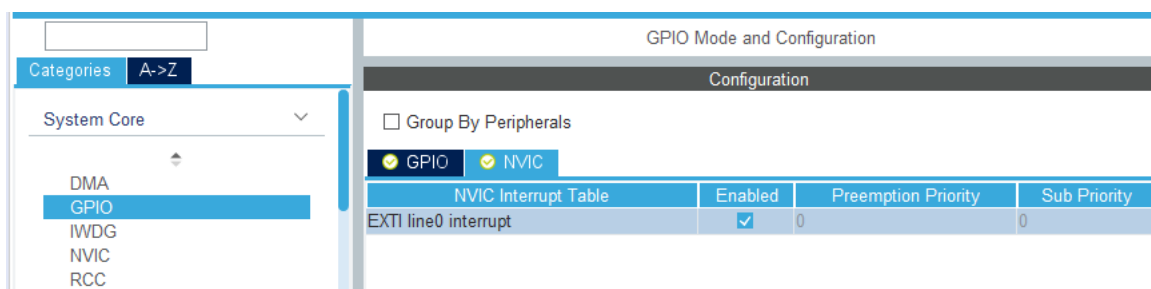 GPIO Mode and Configuration
Categories A->Z
Configuration
System Core
Group By Peripherals
GPIO NVIC
DMA
GPIO
IWDG
NVIC
RCC
NVIC Interrupt Table Enabled Preemption Priority Sub Priority
EXTI line0 interrupt 0 0